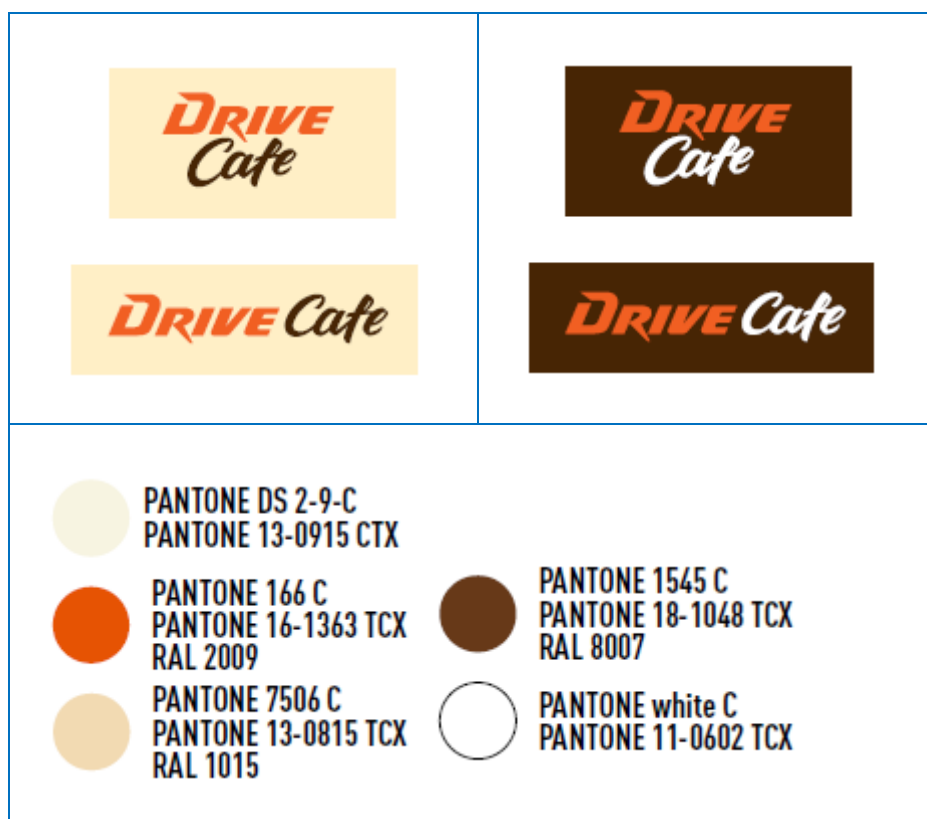 DRIVE
Cafe
DRIVE
Cafe
DRIVE Cafe
DRIVE Cafe
PANTONE DS 2-9-C
PANTONE 13-0915 CTX
PANTONE 166 C
PANTONE 16-1363 TCX
RAL 2009
PANTONE 7506 C
PANTONE 13-0815 TCX
RAL 1015
PANTONE 1545 C
PANTONE 18-1048 TCX
RAL 8007
PANTONE white C
PANTONE 11-0602 TCX